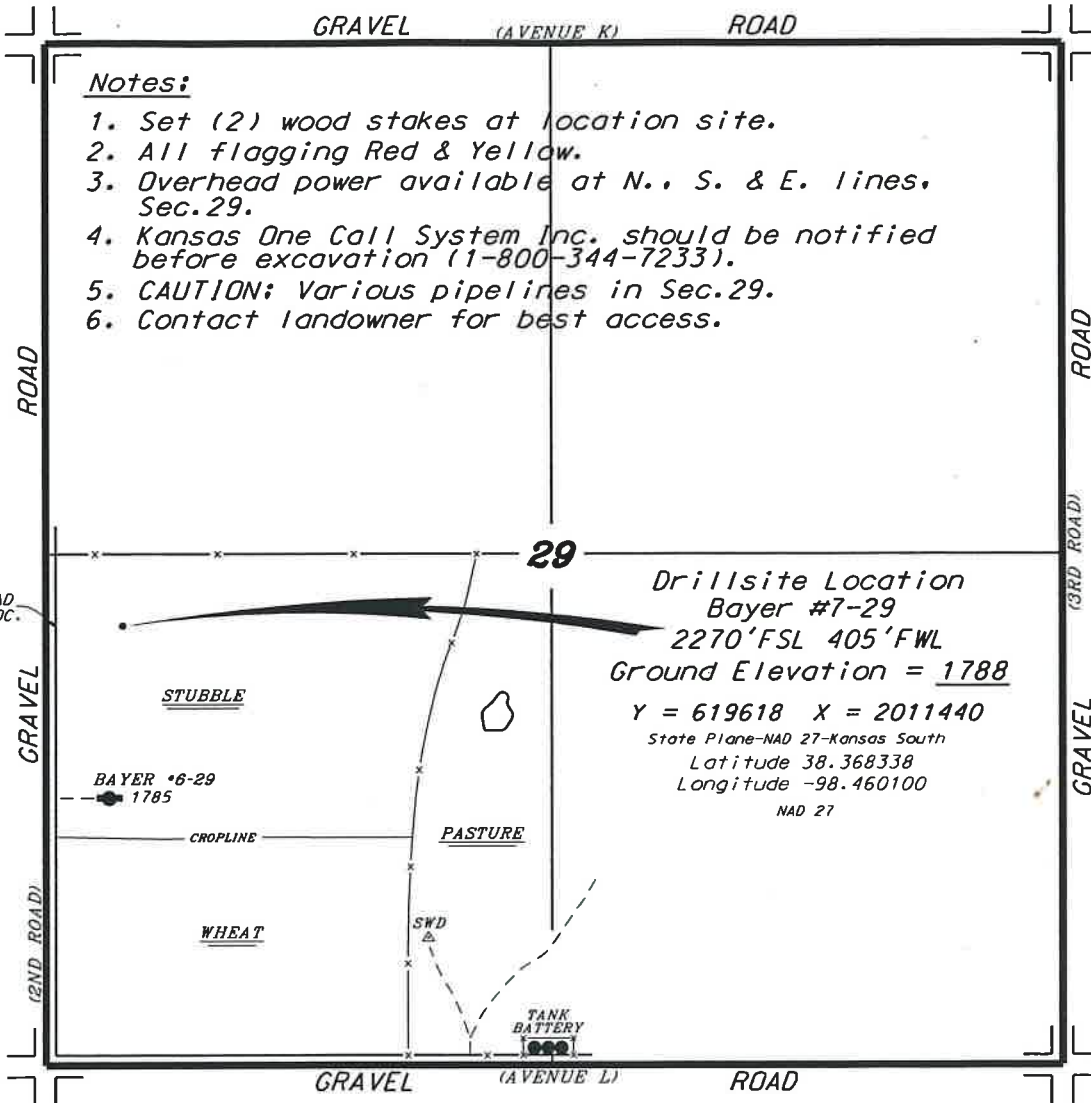 GRAVEL (AVENUE K) ROAD
Notes:
1. Set (2) wood stakes at location site.
2. All flagging Red & Yellow.
3. Overhead power available at N., S. & E. lines,
Sec.29.
4. Kansas One Call System Inc. should be notified
before excavation (1-800-344-7233).
5. CAUTION: Various pipelines in Sec.29.
6. Contact landowner for best access.
ROAD
ROAD
29
(3RD ROAD)
Drillsite Location
Bayer #7-29
2270'FSL 405'FWL
Ground Elevation = 1788
Y = 619618 X = 2011440
State Plane-NAD 27-Kansas South
Latitude 38.368338
Longitude -98.460100
NAD 27
STUBBLE
GRAVEL
GRAVEL
BAYER #6-29
1785
CROPLINE
PASTURE
WHEAT
SWD
(2ND ROAD)
TANK
BATTERY
GRAVEL (AVENUE L) ROAD